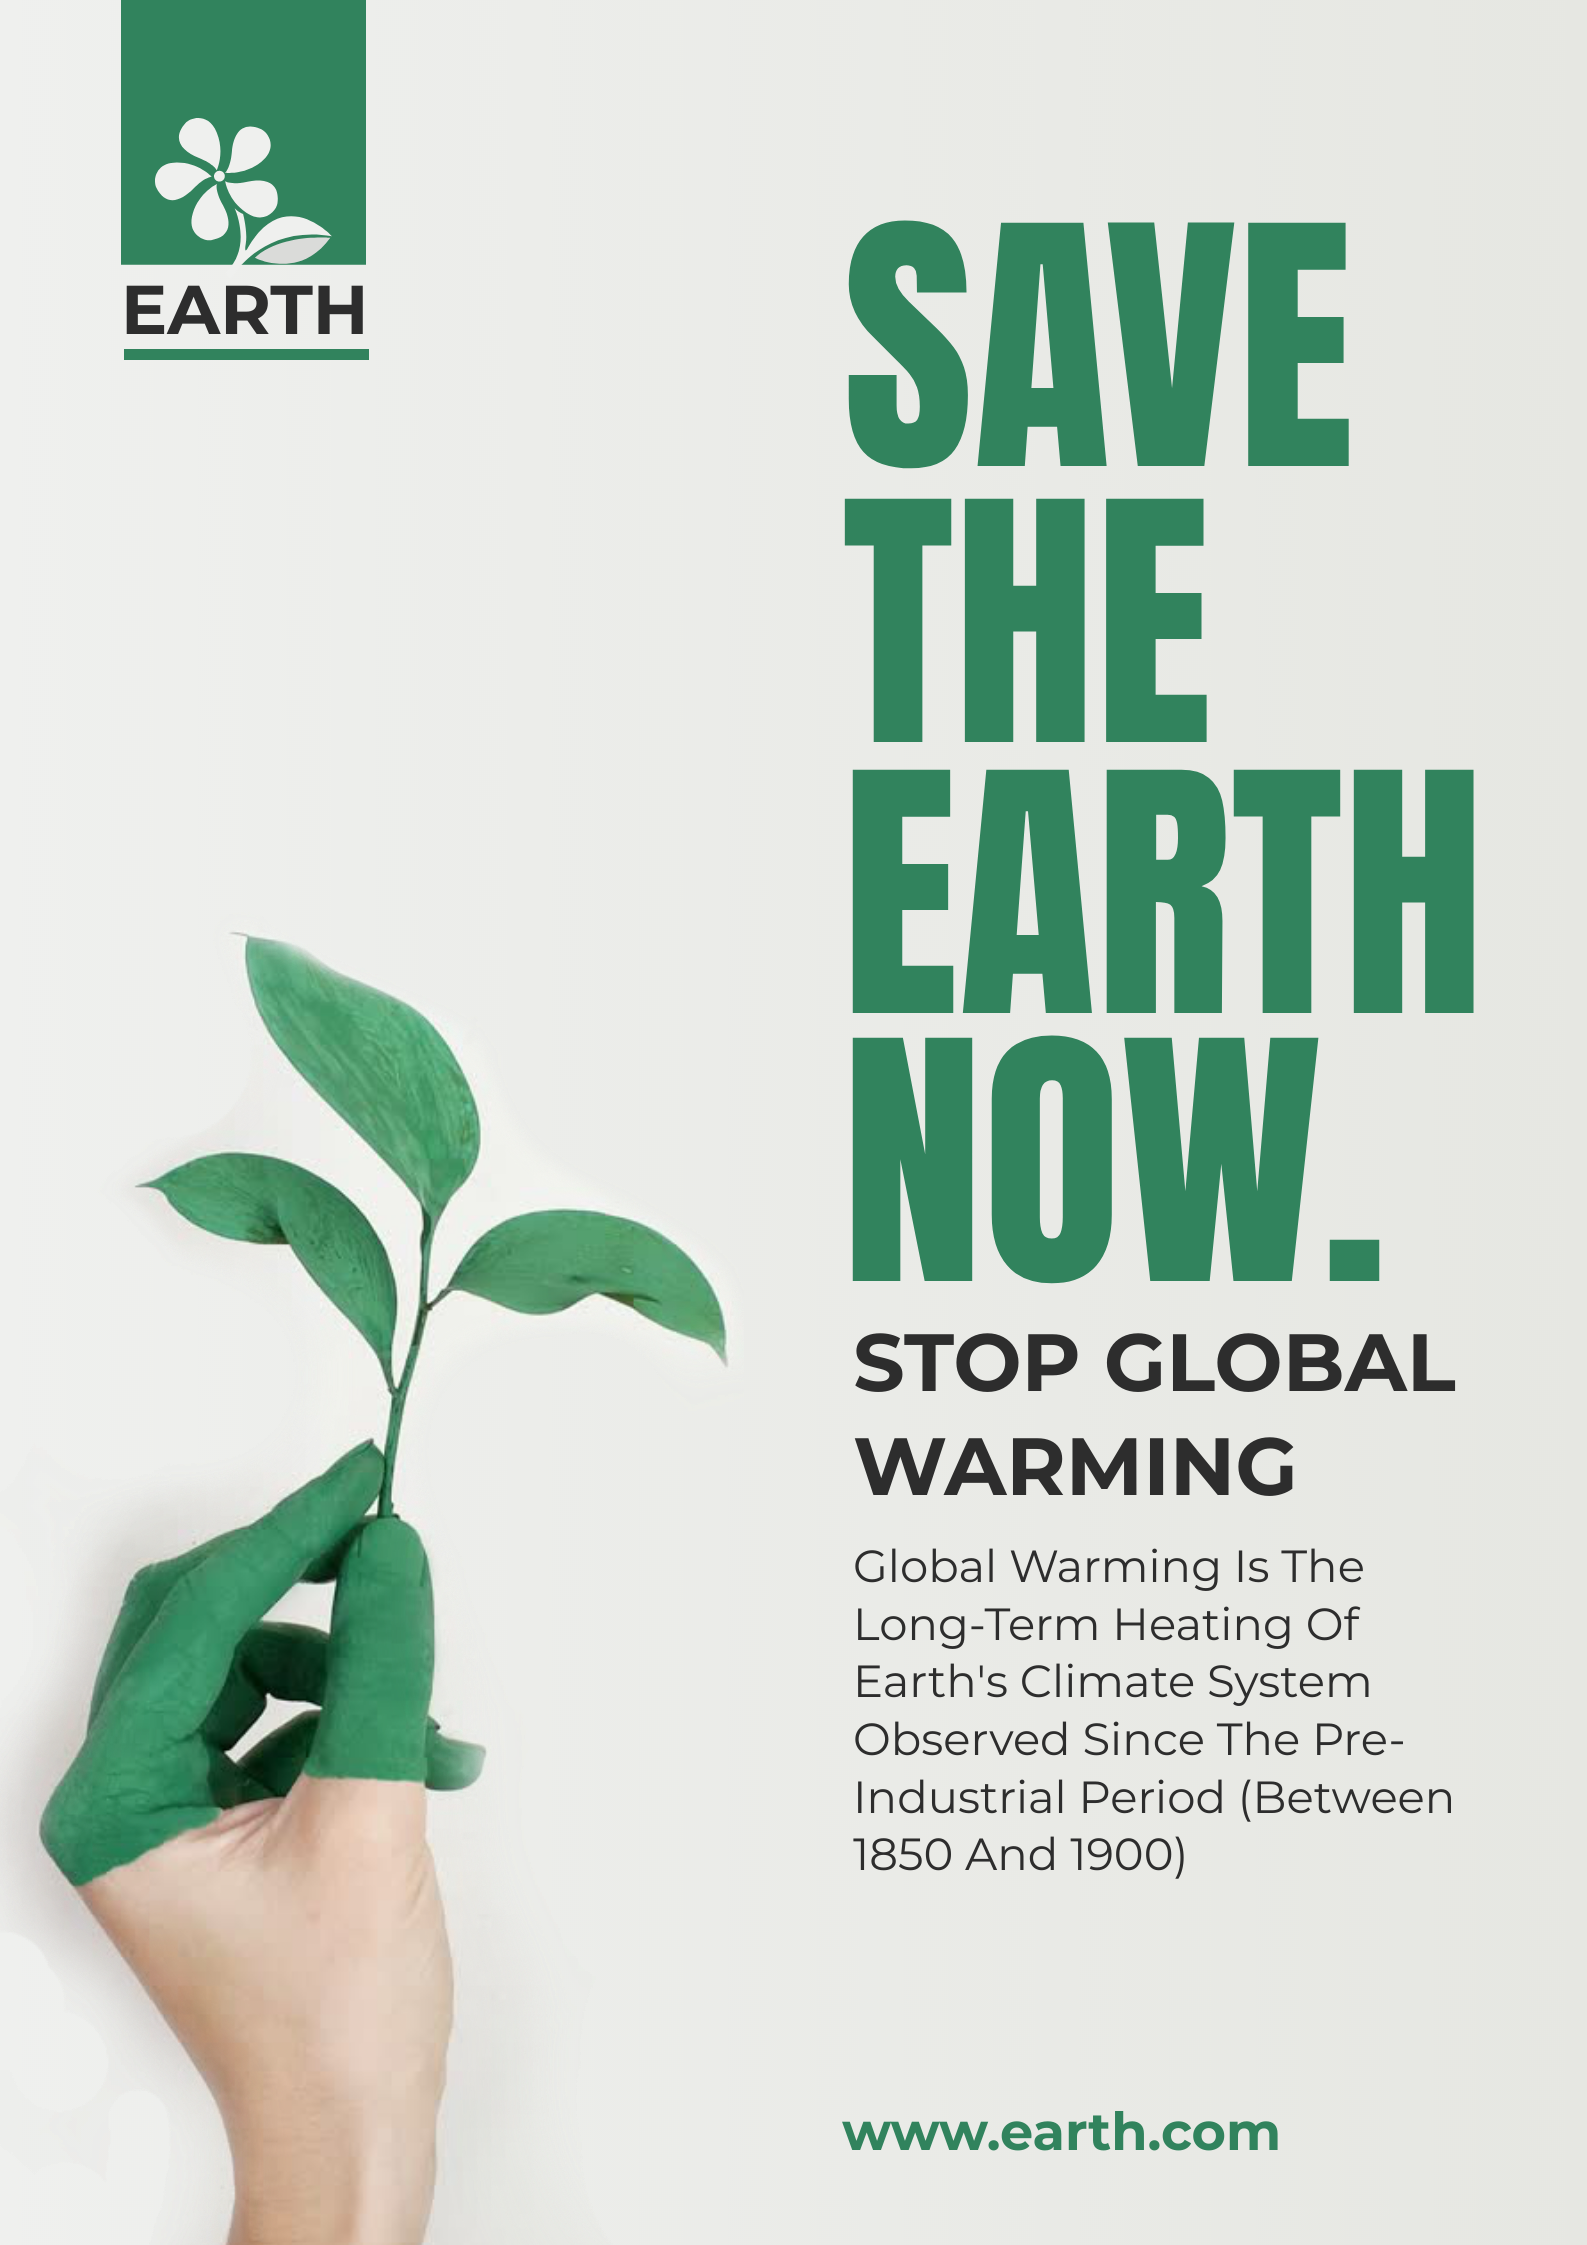 EARTH
SAVE
THE
EARTH
NOW.
STOP GLOBAL
WARMING
Global Warming Is The
Long-Term Heating Of
Earth's Climate System
Observed Since The Pre-
Industrial Period (Between
1850 And 1900)
www.earth.com